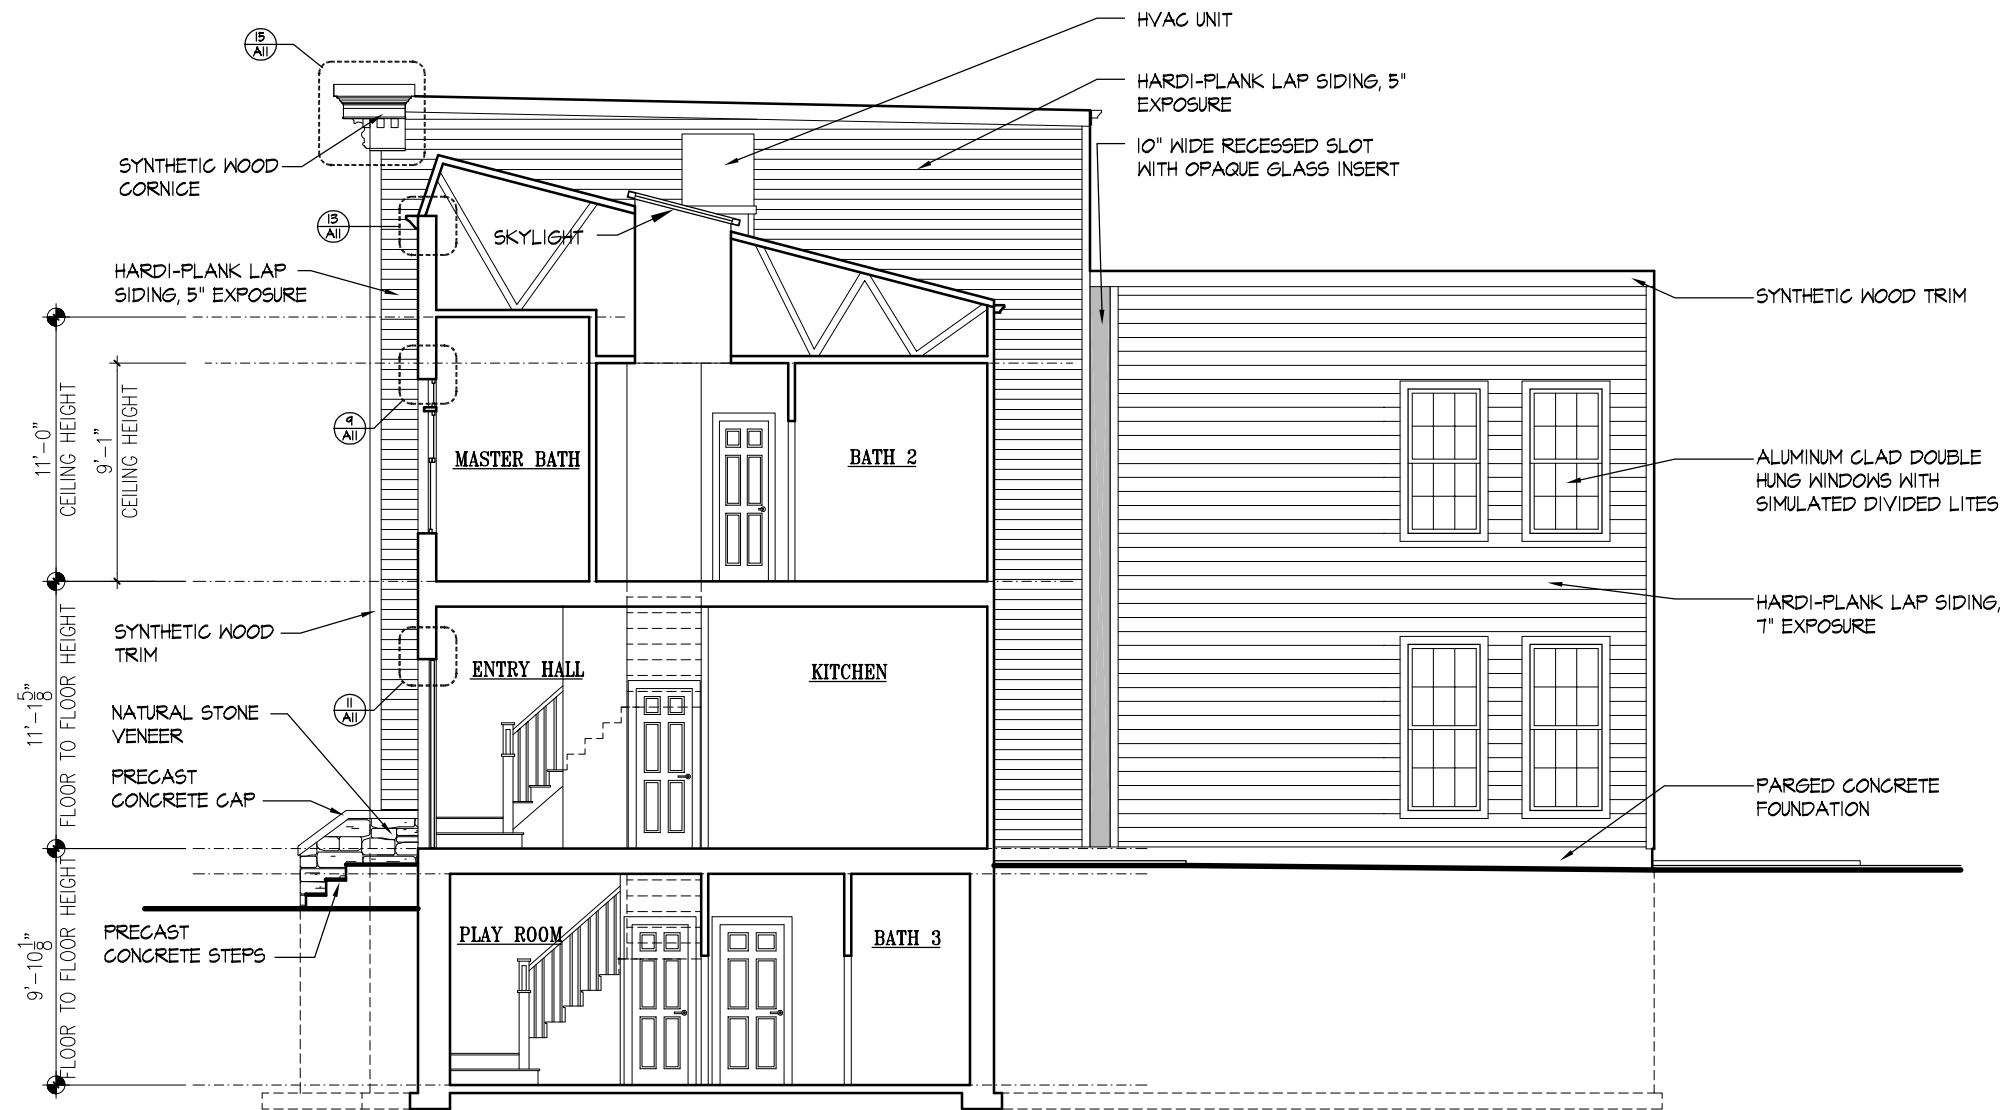 15
A11
HVAC UNIT
HARDI-PLANK LAP SIDING, 5"
EXPOSURE
10" WIDE RECESSED SLOT
WITH OPAQUE GLASS INSERT
SYNTHETIC WOOD
CORNICE
13
A11
SKYLIGHT
HARDI-PLANK LAP
SIDING, 5" EXPOSURE
SYNTHETIC WOOD TRIM
11'-0"
CEILING HEIGHT
9'-1"
CEILING HEIGHT
9
A11
MASTER BATH
BATH 2
ALUMINUM CLAD DOUBLE
HUNG WINDOWS WITH
SIMULATED DIVIDED LITES
HARDI-PLANK LAP SIDING,
7" EXPOSURE
SYNTHETIC WOOD
TRIM
11'-1 5/8"
FLOOR TO FLOOR HEIGHT
ENTRY HALL
KITCHEN
11
A11
NATURAL STONE
VENEER
PRECAST
CONCRETE CAP
PARGED CONCRETE
FOUNDATION
9'-10 1/8"
FLOOR TO FLOOR HEIGHT
PRECAST
CONCRETE STEPS
PLAY ROOM
BATH 3